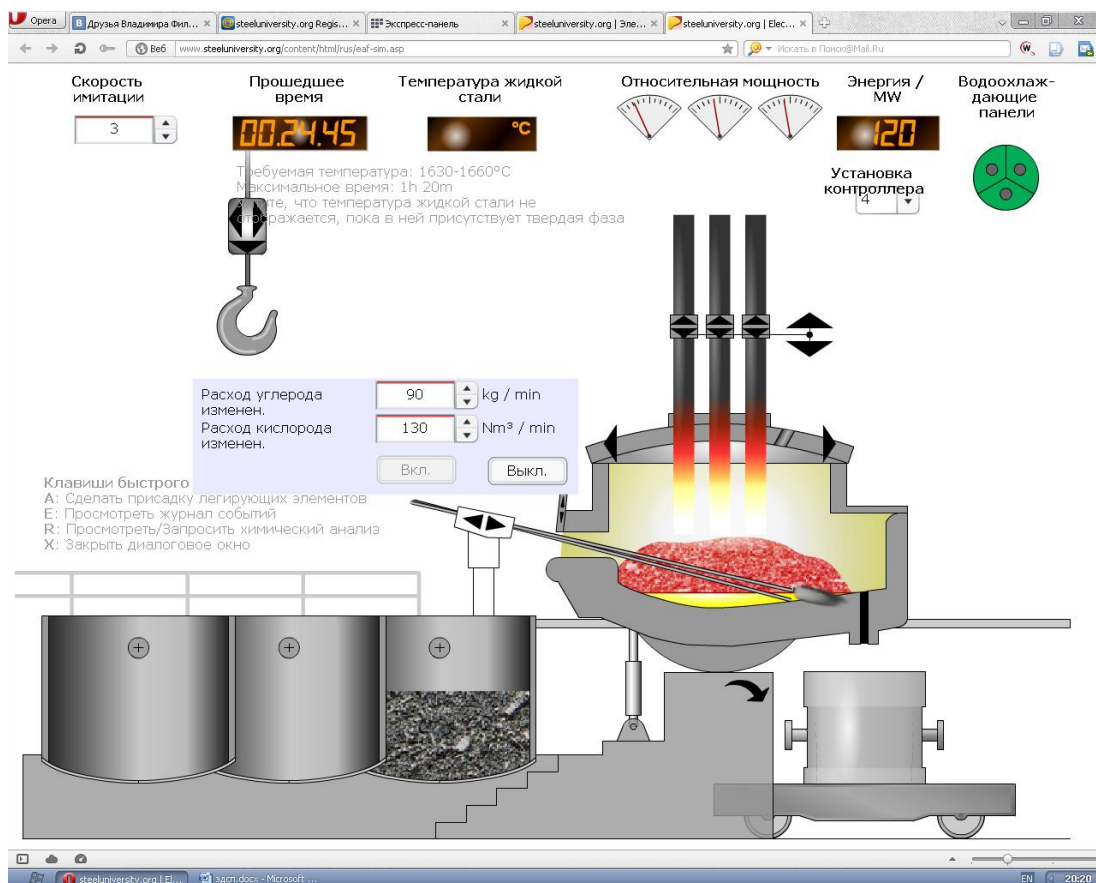 Opera
Друзья Владимира Фил...
steeluniversity.org Regis...
Экспресс-панель
steeluniversity.org | Эле...
steeluniversity.org | Elec...
Веб
www.steeluniversity.org/content/html/rus/eaf-sim.asp
Искать в Поиск@Mail.Ru
Скорость
имитации
3
Прошедшее
время
00.24.45
Температура жидкой
стали
°C
Относительная мощность
Энергия /
MW
120
Водоохлаж-
дающие
панели
Установка
контроллера
4
Требуемая температура: 1630-1660°C
Максимальное время: 1h 20m
что температура жидкой стали не
пока в ней присутствует твердая фаза
Расход углерода
изменен.
90
kg / min
Расход кислорода
изменен.
130
Nm³ / min
Вкл.
Выкл.
Клавиши быстрого
A: Сделать присадку легирующих элементов
E: Просмотреть журнал событий
R: Просмотреть/Запросить химический анализ
X: Закрыть диалоговое окно
steeluniversity.org | El...
эдсп.docx - Microsoft ...
EN
20:20